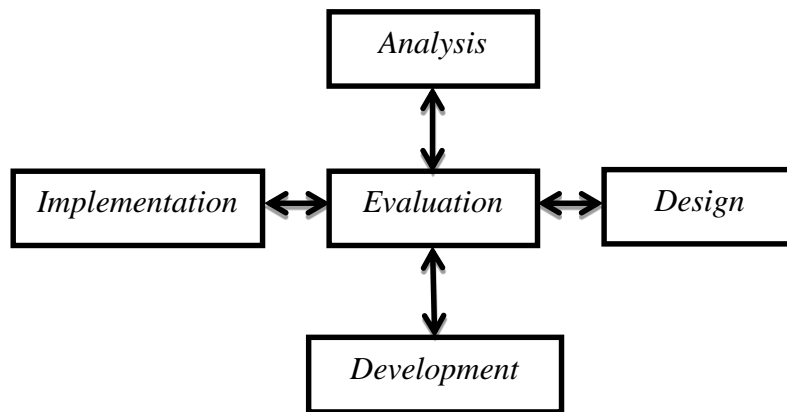 Analysis
Implementation
Evaluation
Design
Development